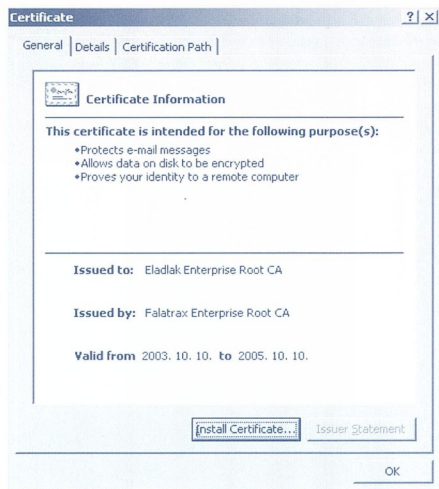 Certificate
General Details Certification Path
Certificate Information
This certificate is intended for the following purpose(s):
•Protects e-mail messages
•Allows data on disk to be encrypted
•Proves your identity to a remote computer
Issued to: Eladlak Enterprise Root CA
Issued by: Falatrax Enterprise Root CA
Valid from 2003. 10. 10. to 2005. 10. 10.
Install Certificate... Issuer Statement
OK